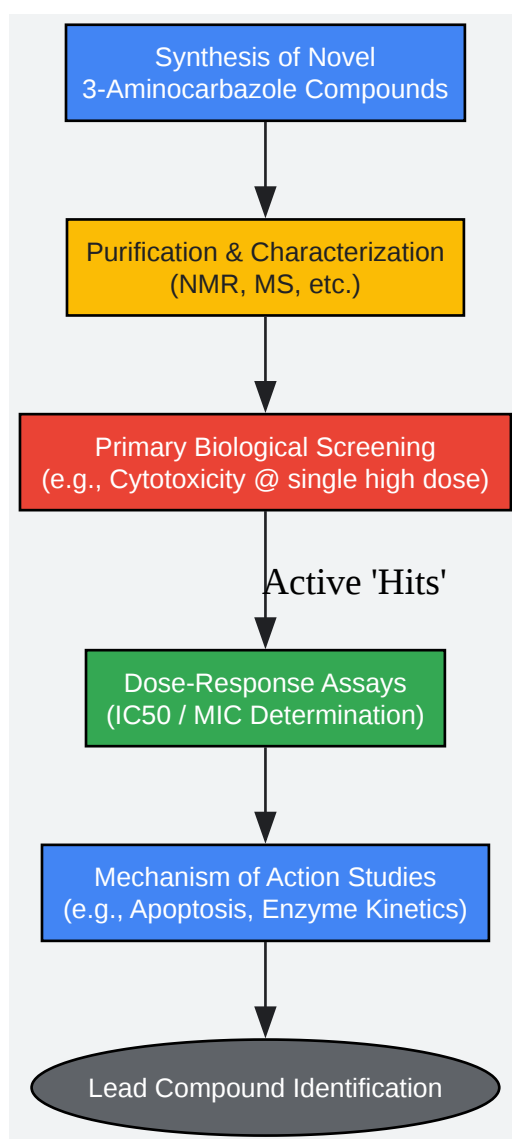 Synthesis of Novel
3-Aminocarbazole Compounds
Purification & Characterization
(NMR, MS, etc.)
Primary Biological Screening
(e.g., Cytotoxicity @ single high dose)
Active 'Hits'
Dose-Response Assays
(IC50 / MIC Determination)
Mechanism of Action Studies
(e.g., Apoptosis, Enzyme Kinetics)
Lead Compound Identification